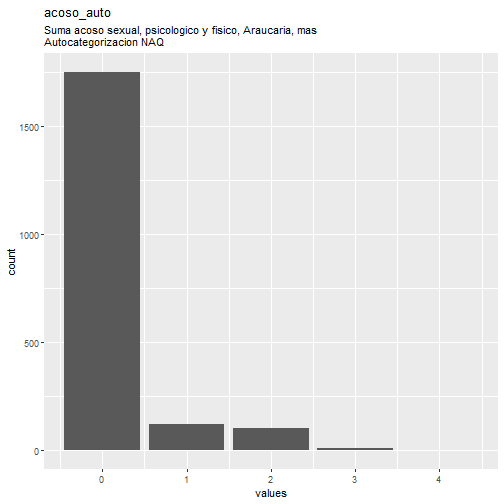 acoso_auto
Suma acoso sexual, psicologico y fisico, Araucaria, mas
Autocategorizacion NAQ
1500
1000
500
0
count
0 1 2 3 4
values